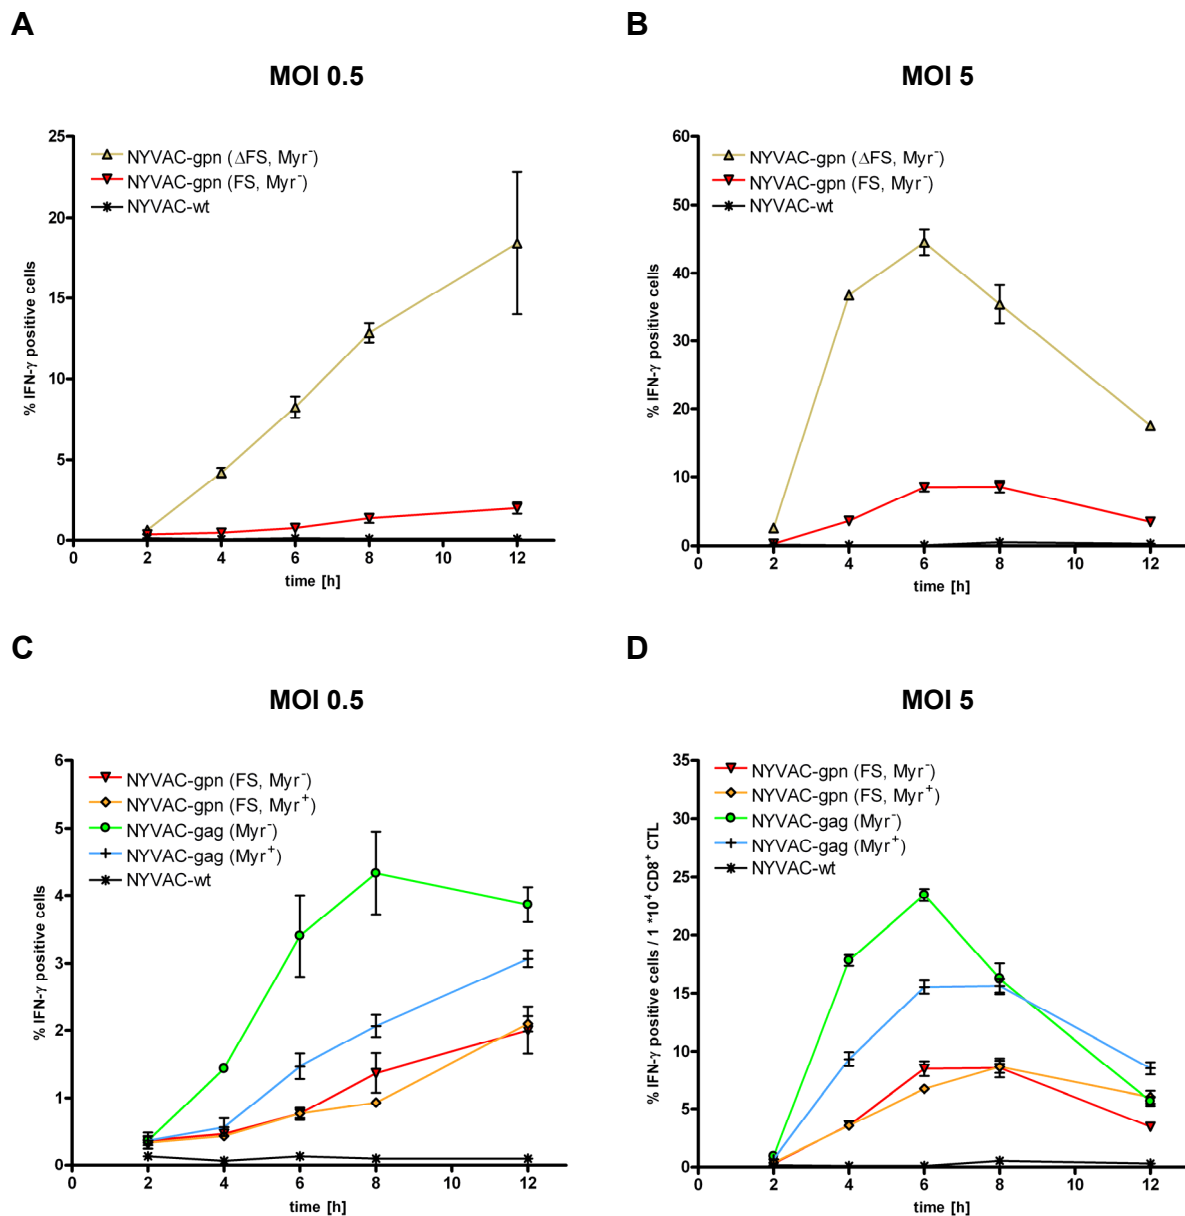 A
MOI 0.5
25
20
15
10
5
0
% IFN-γ positive cells
NYVAC-gpn (ΔFS, Myr⁻)
NYVAC-gpn (FS, Myr⁻)
NYVAC-wt
0 2 4 6 8 10 12
time [h]
B
MOI 5
60
50
40
30
20
10
0
% IFN-γ positive cells
NYVAC-gpn (ΔFS, Myr⁻)
NYVAC-gpn (FS, Myr⁻)
NYVAC-wt
0 2 4 6 8 10 12
time [h]
C
MOI 0.5
6
5
4
3
2
1
0
% IFN-γ positive cells
NYVAC-gpn (FS, Myr⁻)
NYVAC-gpn (FS, Myr⁺)
NYVAC-gag (Myr⁻)
NYVAC-gag (Myr⁺)
NYVAC-wt
0 2 4 6 8 10 12
time [h]
D
MOI 5
35
30
25
20
15
10
5
0
% IFN-γ positive cells / 1 *10⁴ CD8⁺ CTL
NYVAC-gpn (FS, Myr⁻)
NYVAC-gpn (FS, Myr⁺)
NYVAC-gag (Myr⁻)
NYVAC-gag (Myr⁺)
NYVAC-wt
0 2 4 6 8 10 12
time [h]